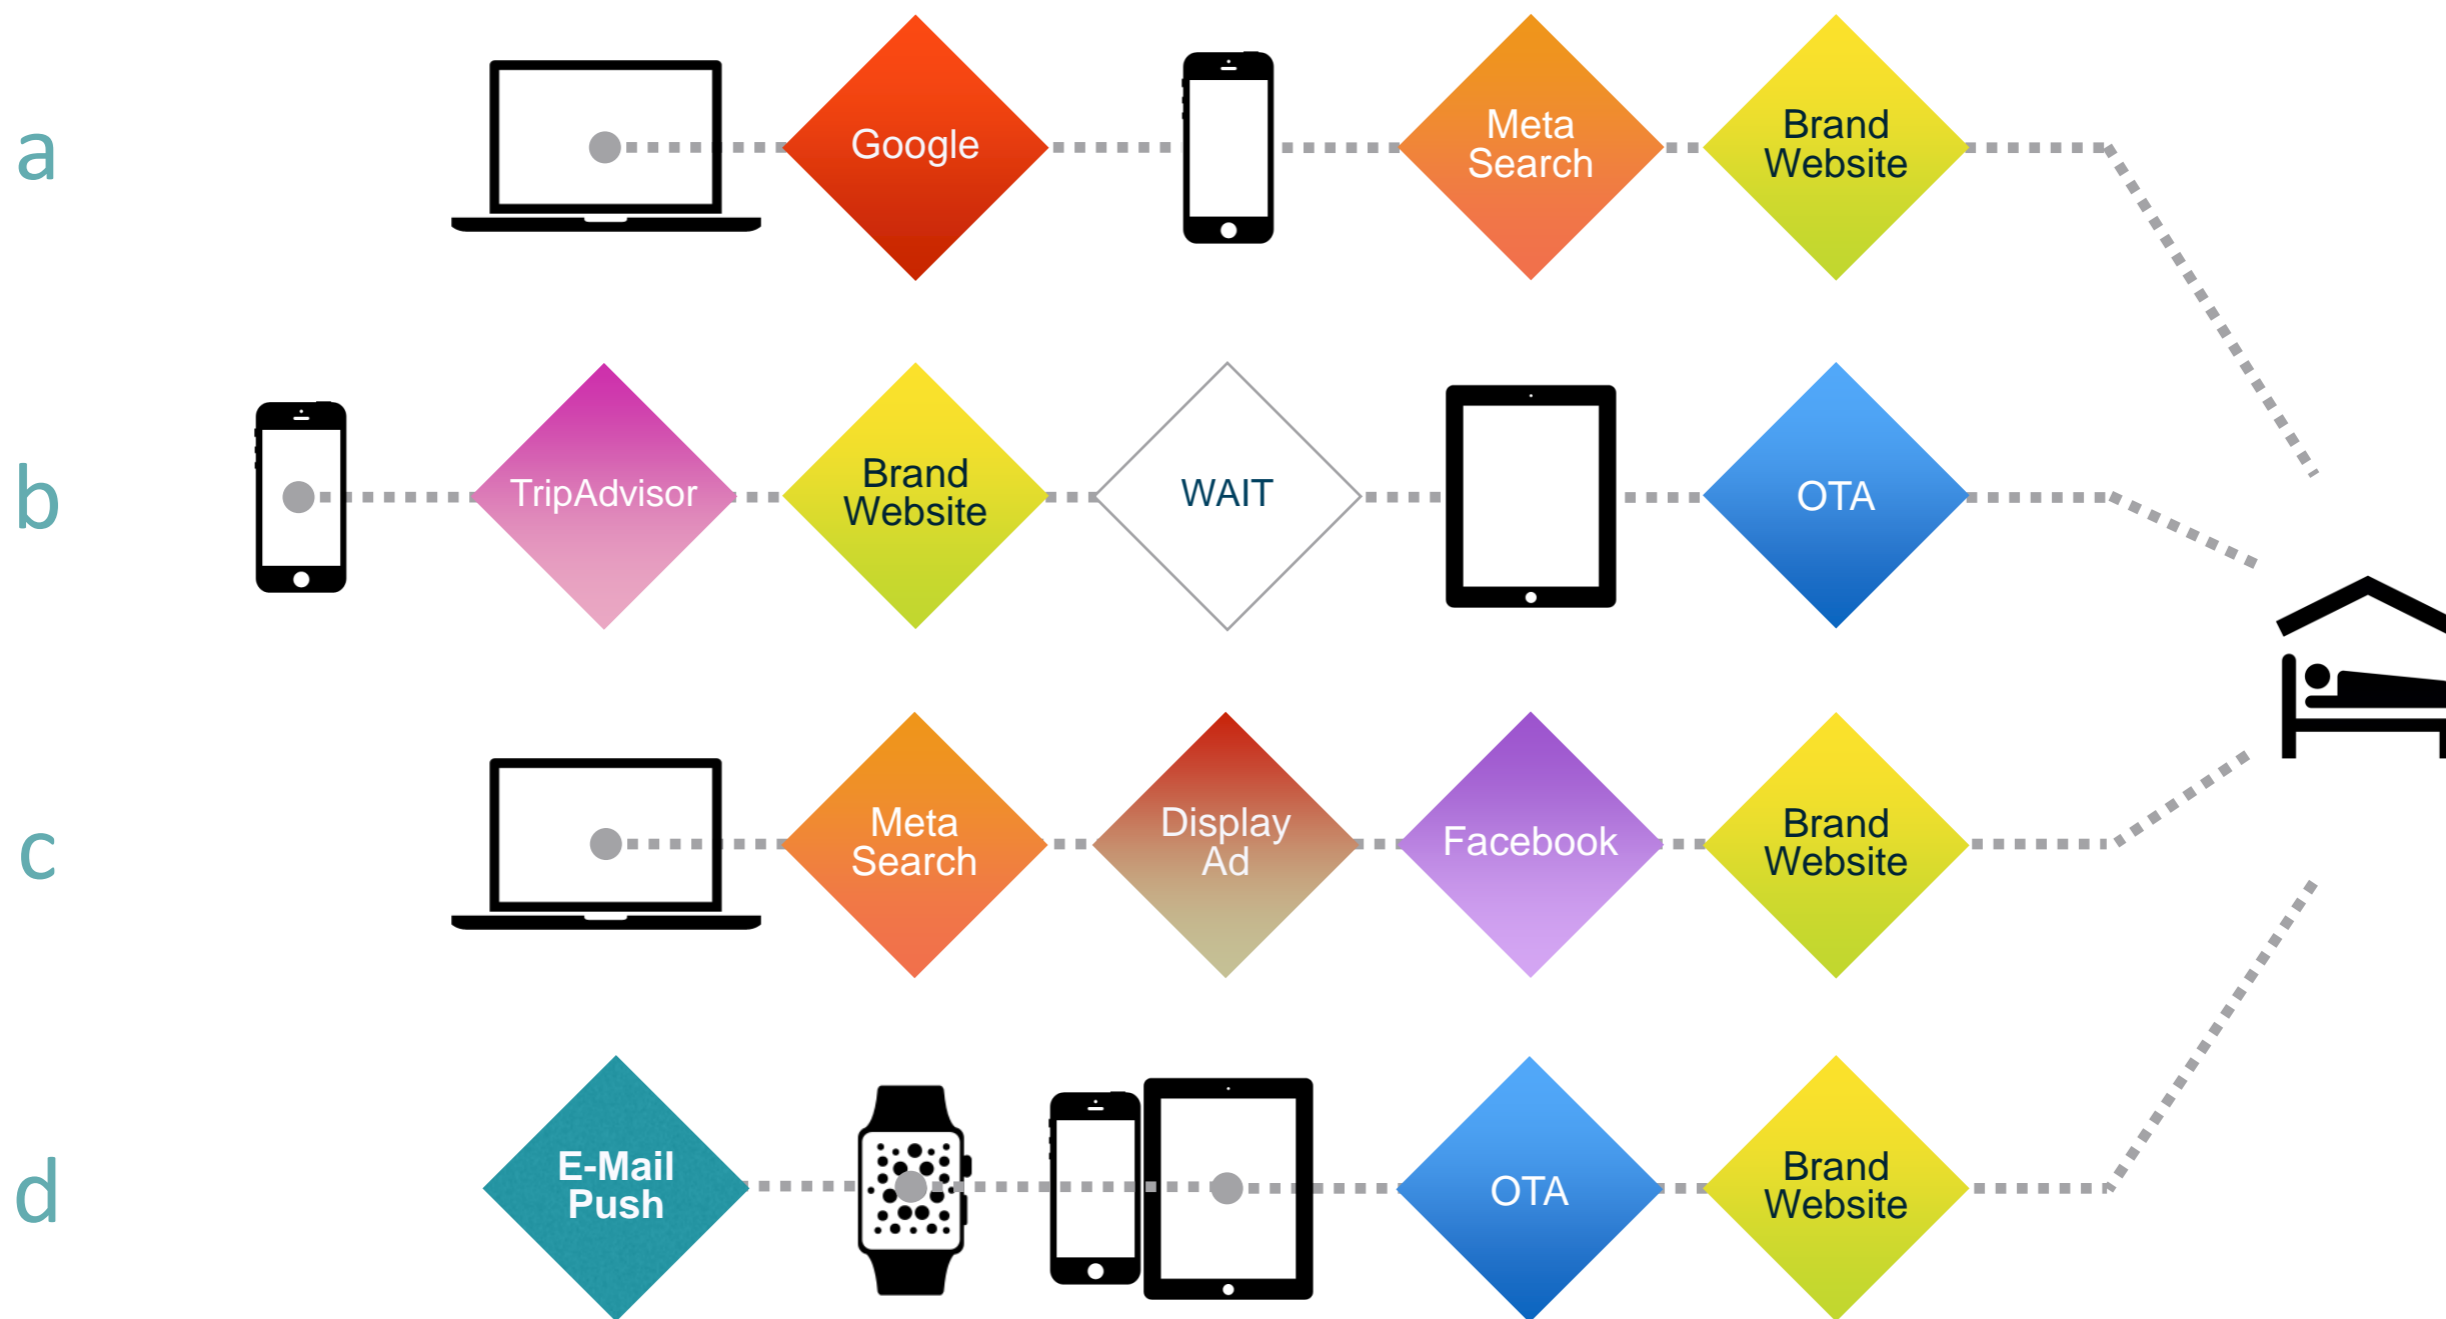 a
Google
Meta
Search
Brand
Website
b
TripAdvisor
Brand
Website
WAIT
OTA
c
Meta
Search
Display
Ad
Facebook
Brand
Website
d
E-Mail
Push
OTA
Brand
Website